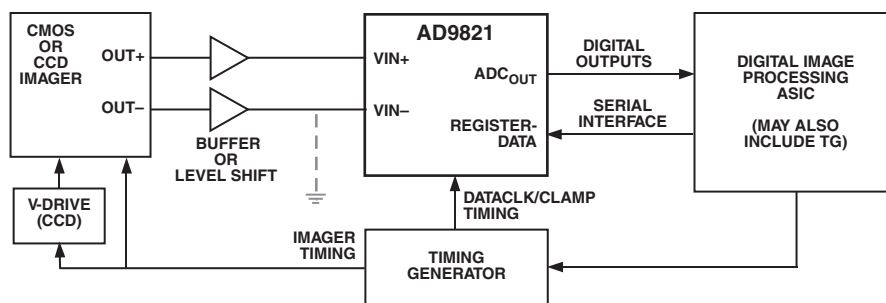 CMOS
OR
CCD
IMAGER
OUT+
OUT–
BUFFER
OR
LEVEL SHIFT
AD9821
VIN+
VIN–
ADCOUT
REGISTER-
DATA
DIGITAL
OUTPUTS
SERIAL
INTERFACE
DIGITAL IMAGE
PROCESSING
ASIC
(MAY ALSO
INCLUDE TG)
V-DRIVE
(CCD)
IMAGER
TIMING
DATACLK/CLAMP
TIMING
TIMING
GENERATOR